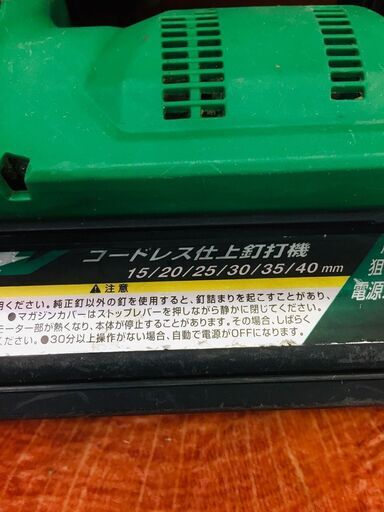 コードレス仕上釘打機
15/20/25/30/35/40mm
狙
電源
注意
用ください。純正釘以外の釘を使用すると、釘詰まりを起こすことがあり、
●マガジンカバーはストップレバーを押しながら静かに閉じてください。
モーター部が熱くなり、本体が停止することがあります。その場合、しばらく
ください。●30分以上操作がない場合、自動で電源がOFFになります。